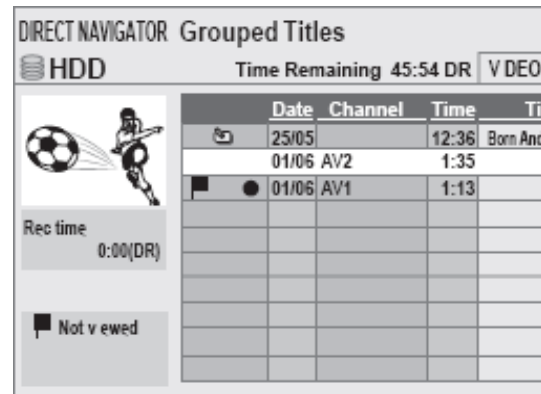 DIRECT NAVIGATOR Grouped Titles
HDD Time Remaining 45:54 DR V DEO
Date Channel Time Ti
25/05 12:36 Born And
01/06 AV2 1:35
01/06 AV1 1:13
Rec time
0:00(DR)
Not v ewed